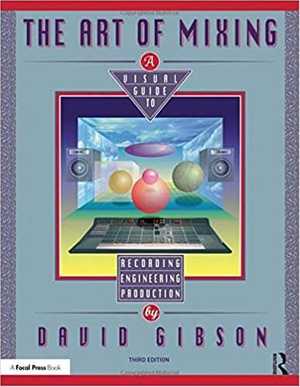 THE ART OF MIXING
A
VISUAL
GUIDE
TO
RECORDING
ENGINEERING
PRODUCTION
by
DAVID GIBSON
THIRD EDITION
A Focal Press Book
R